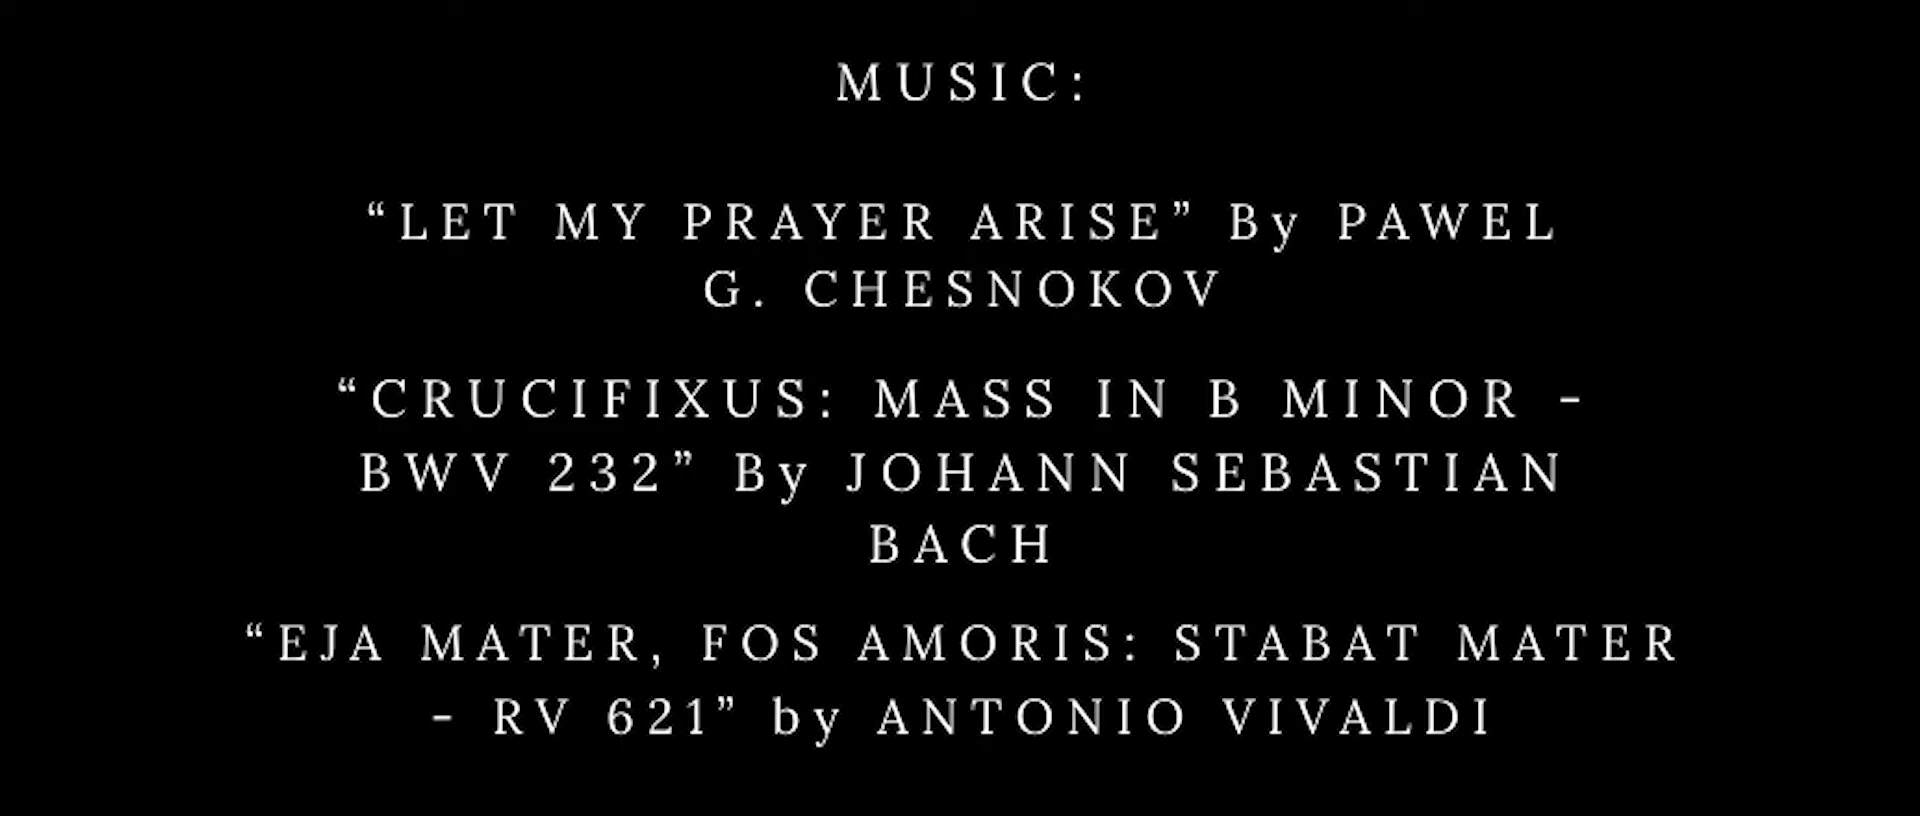 MUSIC:
“LET MY PRAYER ARISE” By PAWEL
G. CHESNOKOV
“CRUCIFIXUS: MASS IN B MINOR -
BWV 232” By JOHANN SEBASTIAN
BACH
“EJA MATER, FOS AMORIS: STABAT MATER
- RV 621” by ANTONIO VIVALDI